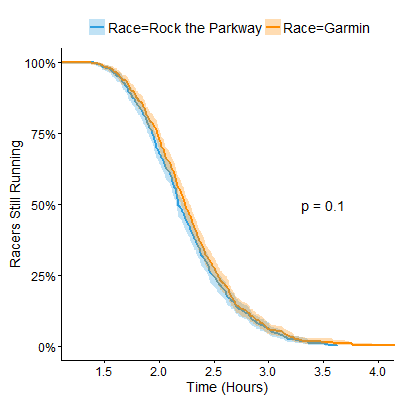 Race=Rock the Parkway Race=Garmin
100%
75%
50%
25%
0%
Racers Still Running
p = 0.1
1.5 2.0 2.5 3.0 3.5 4.0
Time (Hours)